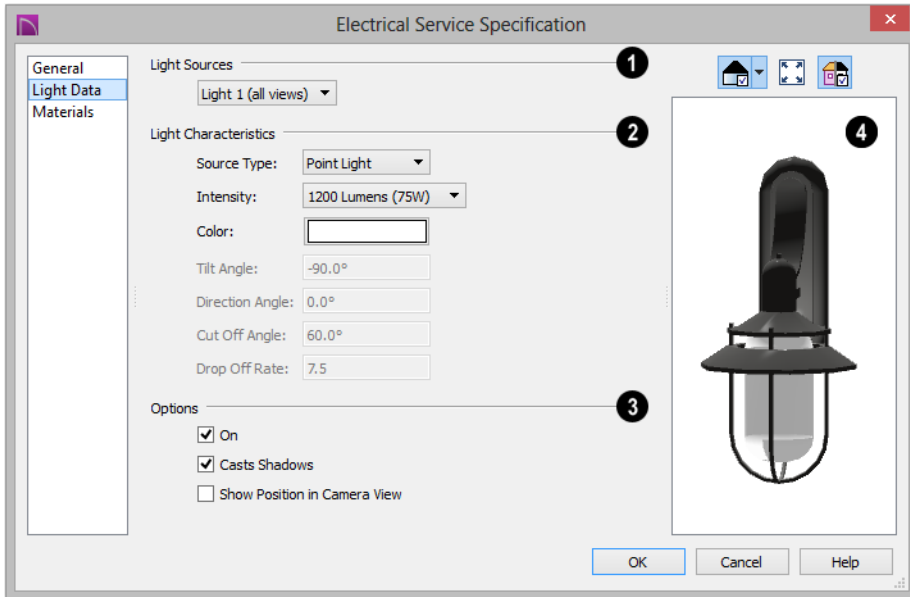 Electrical Service Specification
General
Light Data
Materials
Light Sources
1
Light 1 (all views)
Light Characteristics
2
Source Type: Point Light
Intensity: 1200 Lumens (75W)
Color:
Tilt Angle: -90.0°
Direction Angle: 0.0°
Cut Off Angle: 60.0°
Drop Off Rate: 7.5
Options
3
On
Casts Shadows
Show Position in Camera View
4
OK Cancel Help